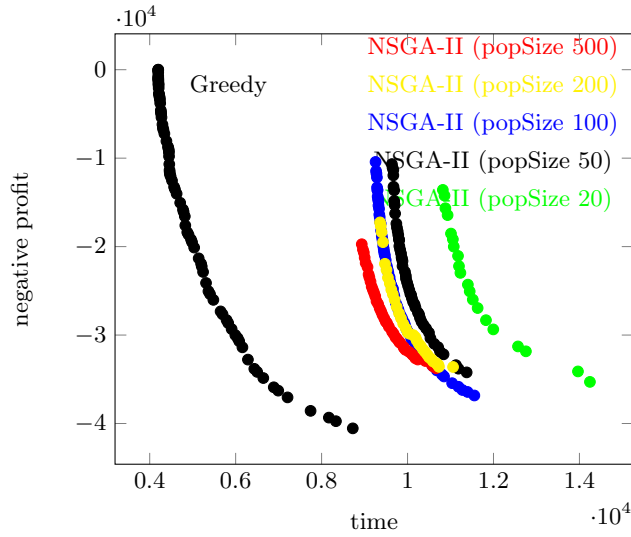 ·10⁴
NSGA-II (popSize 500)
0
Greedy
NSGA-II (popSize 200)
NSGA-II (popSize 100)
−1
NSGA-II (popSize 50)
NSGA-II (popSize 20)
−2
negative profit
−3
−4
0.4 0.6 0.8 1 1.2 1.4
time
·10⁴